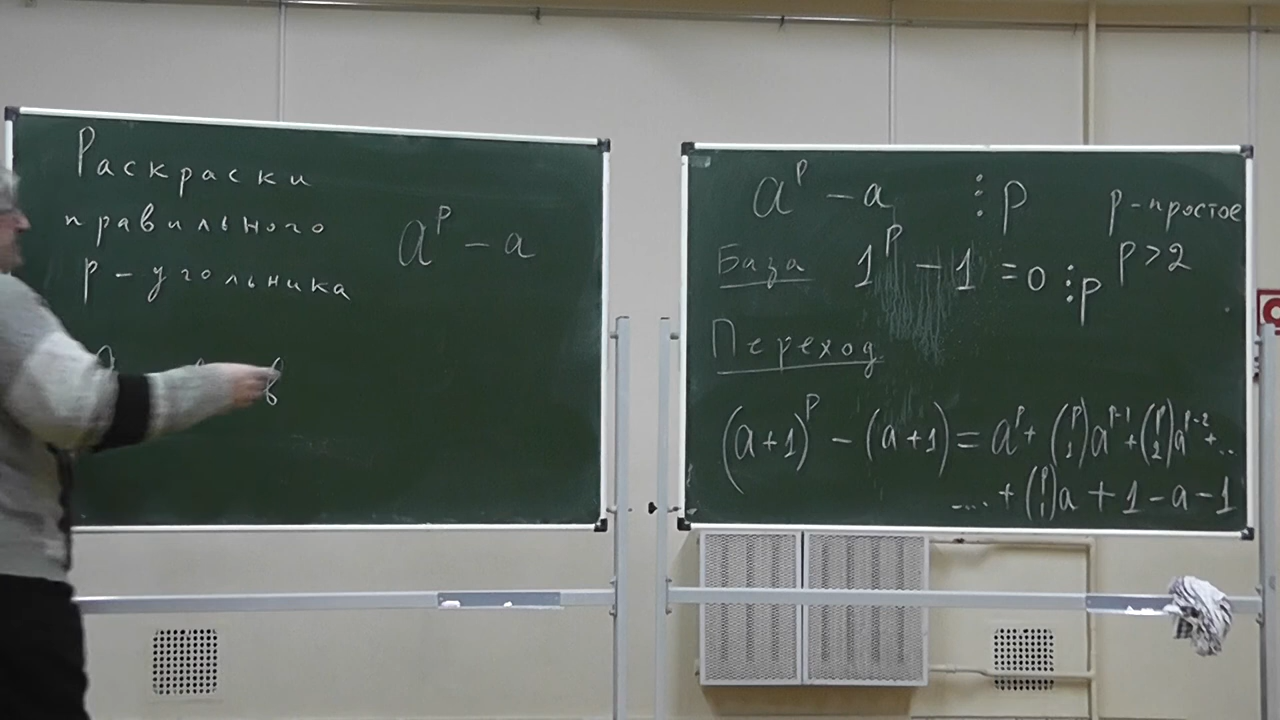 Раскраски
правильного
p-угольника
a^p - a
a^p - a ⋮ p
p-простое
p > 2
База 1^p - 1 = 0 ⋮ p
Переход
(a+1)^p - (a+1) = a^p + (p 1)a^{p-1} + (p 2)a^{p-2} + ..
.... + (p 1)a + 1 - a - 1